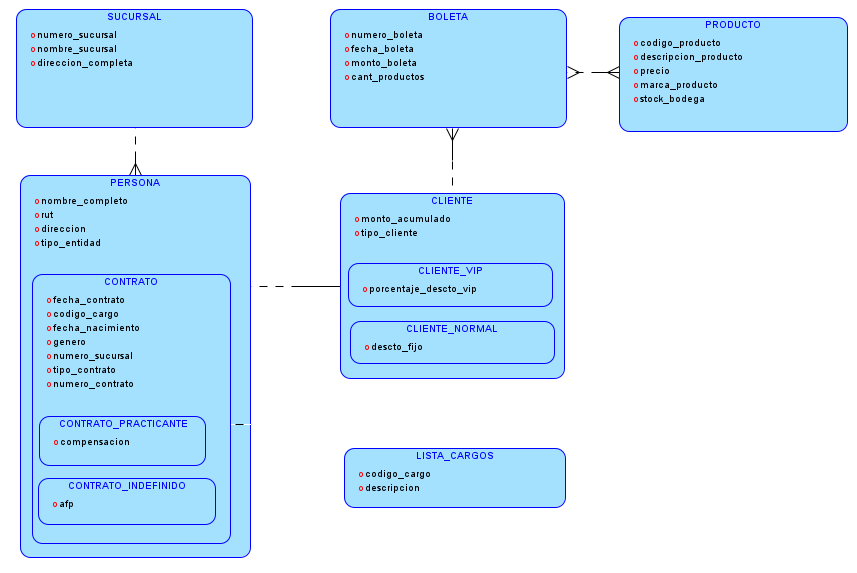 SUCURSAL
numero_sucursal
nombre_sucursal
direccion_completa
BOLETA
numero_boleta
fecha_boleta
monto_boleta
cant_productos
PRODUCTO
codigo_producto
descripcion_producto
precio
marca_producto
stock_bodega
PERSONA
nombre_completo
rut
direccion
tipo_entidad
CONTRATO
fecha_contrato
codigo_cargo
fecha_nacimiento
genero
numero_sucursal
tipo_contrato
numero_contrato
CONTRATO_PRACTICANTE
compensacion
CONTRATO_INDEFINIDO
afp
CLIENTE
monto_acumulado
tipo_cliente
CLIENTE_VIP
porcentaje_descto_vip
CLIENTE_NORMAL
descto_fijo
LISTA_CARGOS
codigo_cargo
descripcion